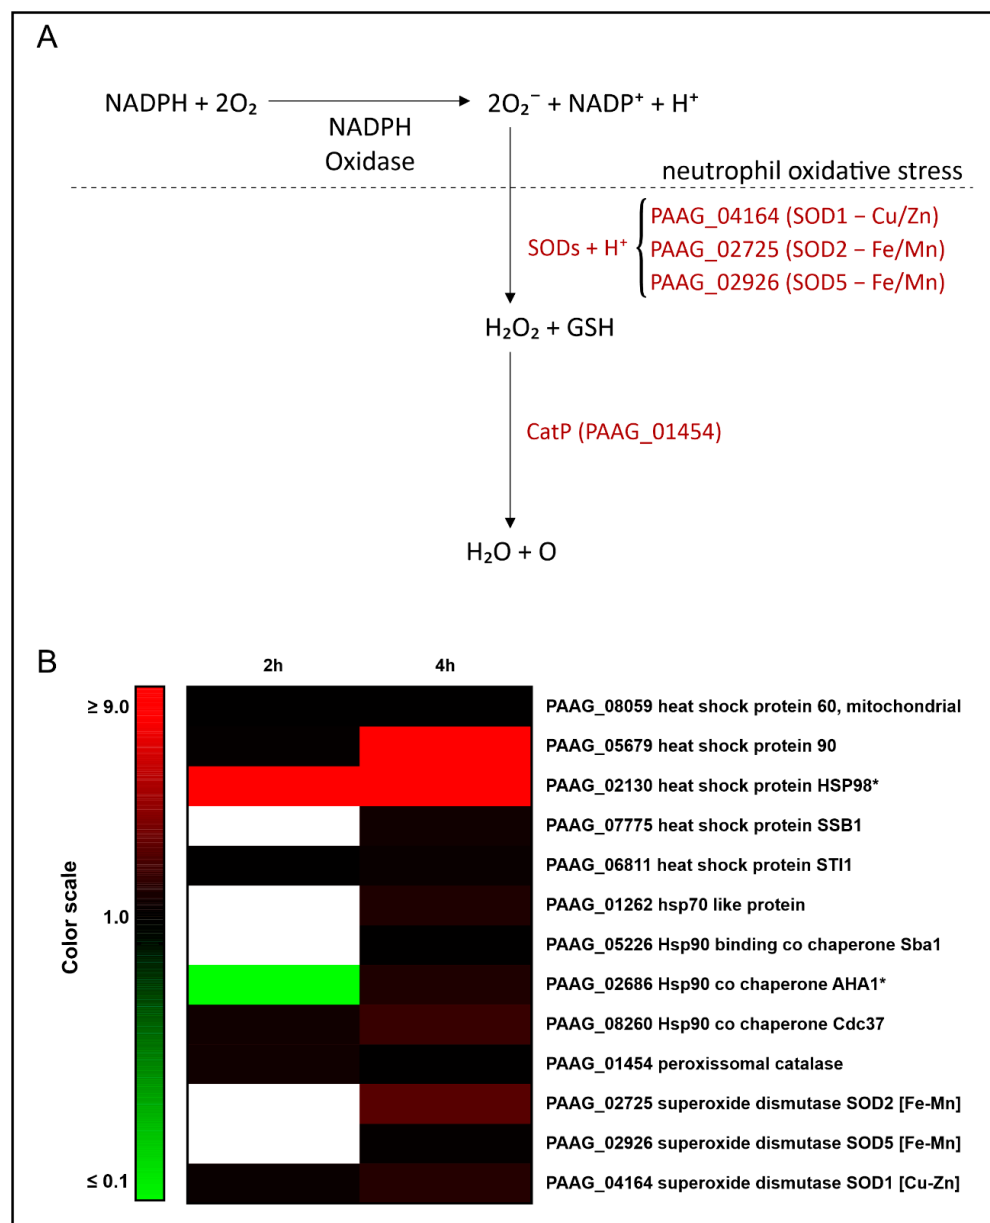 A
NADPH + 2O₂
2O₂⁻ + NADP⁺ + H⁺
NADPH
Oxidase
neutrophil oxidative stress
SODs + H⁺
PAAG_04164 (SOD1 – Cu/Zn)
PAAG_02725 (SOD2 – Fe/Mn)
PAAG_02926 (SOD5 – Fe/Mn)
H₂O₂ + GSH
CatP (PAAG_01454)
H₂O + O
B
2h
4h
≥ 9.0
1.0
≤ 0.1
Color scale
PAAG_08059 heat shock protein 60, mitochondrial
PAAG_05679 heat shock protein 90
PAAG_02130 heat shock protein HSP98*
PAAG_07775 heat shock protein SSB1
PAAG_06811 heat shock protein STI1
PAAG_01262 hsp70 like protein
PAAG_05226 Hsp90 binding co chaperone Sba1
PAAG_02686 Hsp90 co chaperone AHA1*
PAAG_08260 Hsp90 co chaperone Cdc37
PAAG_01454 peroxissomal catalase
PAAG_02725 superoxide dismutase SOD2 [Fe-Mn]
PAAG_02926 superoxide dismutase SOD5 [Fe-Mn]
PAAG_04164 superoxide dismutase SOD1 [Cu-Zn]